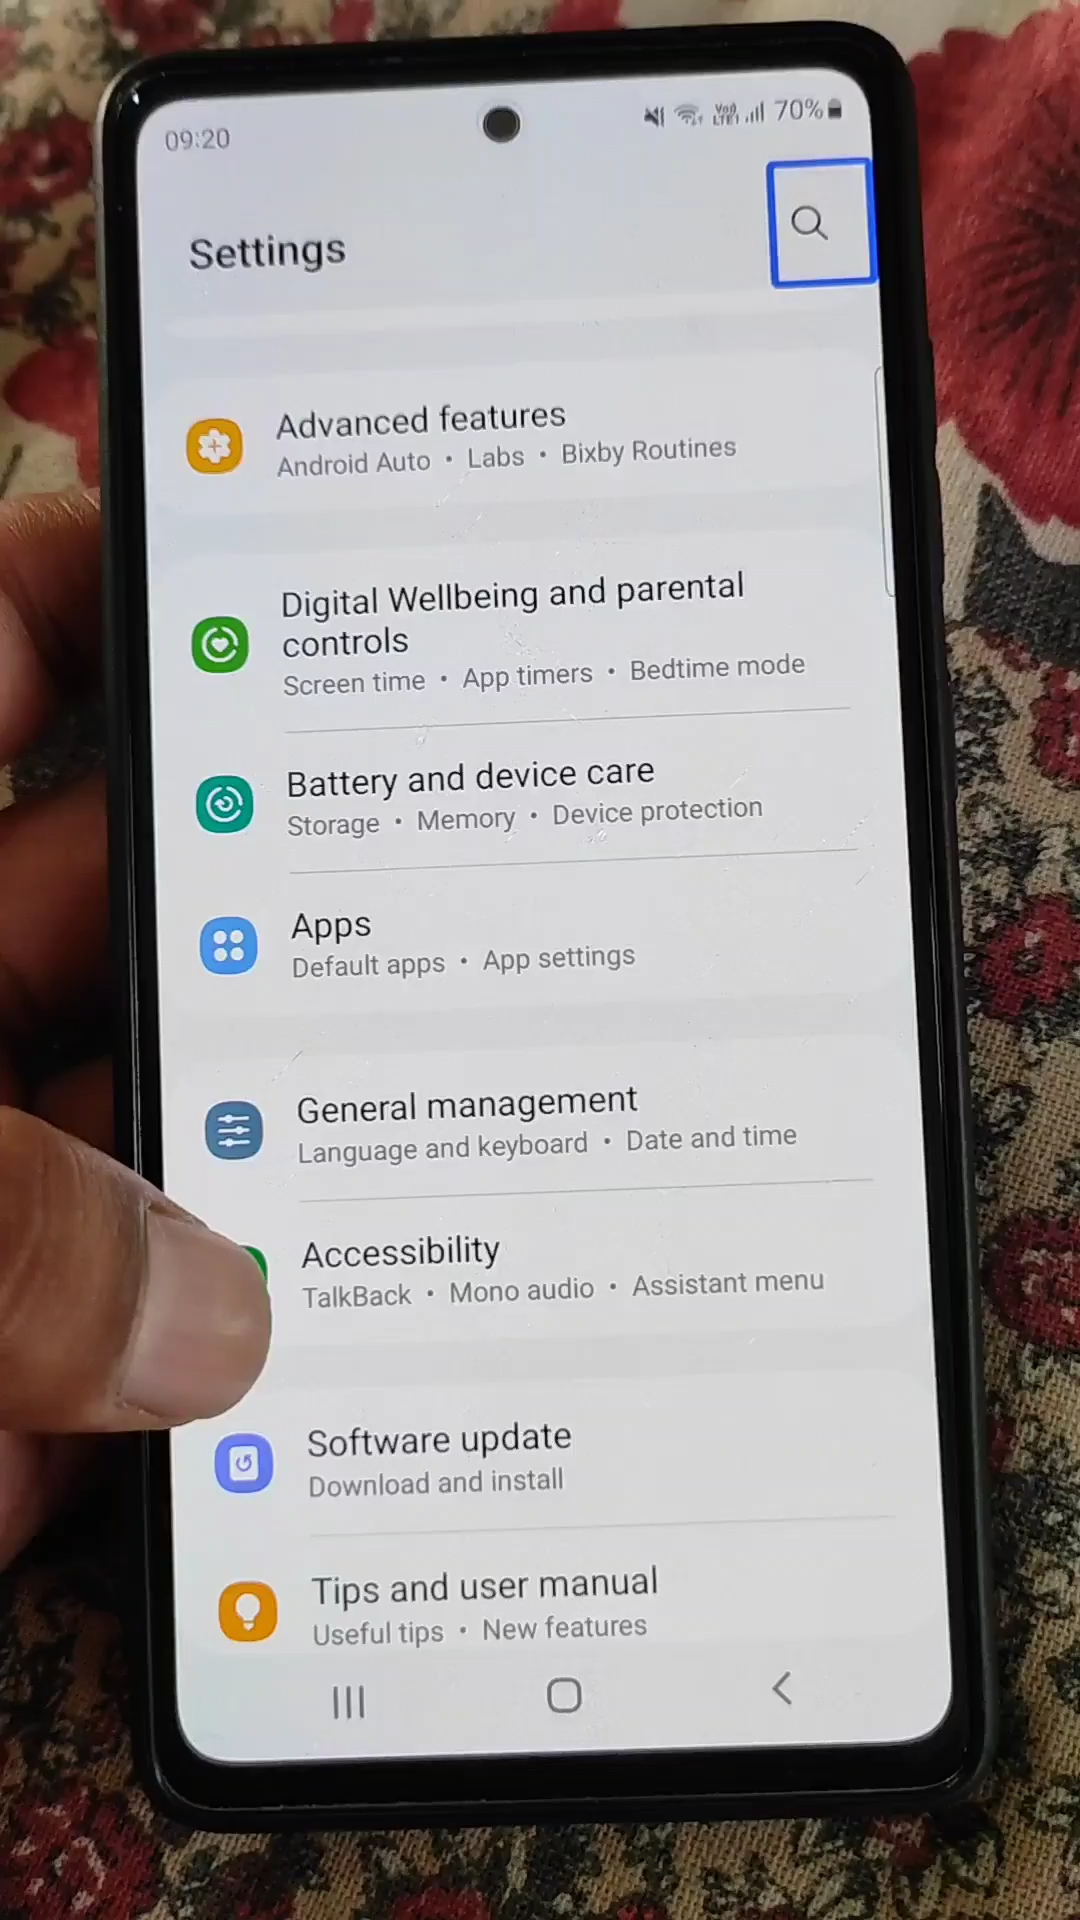 09:20
70%
Settings
Advanced features
Android Auto • Labs • Bixby Routines
Digital Wellbeing and parental
controls
Screen time • App timers • Bedtime mode
Battery and device care
Storage • Memory • Device protection
Apps
Default apps • App settings
General management
Language and keyboard • Date and time
Accessibility
TalkBack • Mono audio • Assistant menu
Software update
Download and install
Tips and user manual
Useful tips • New features